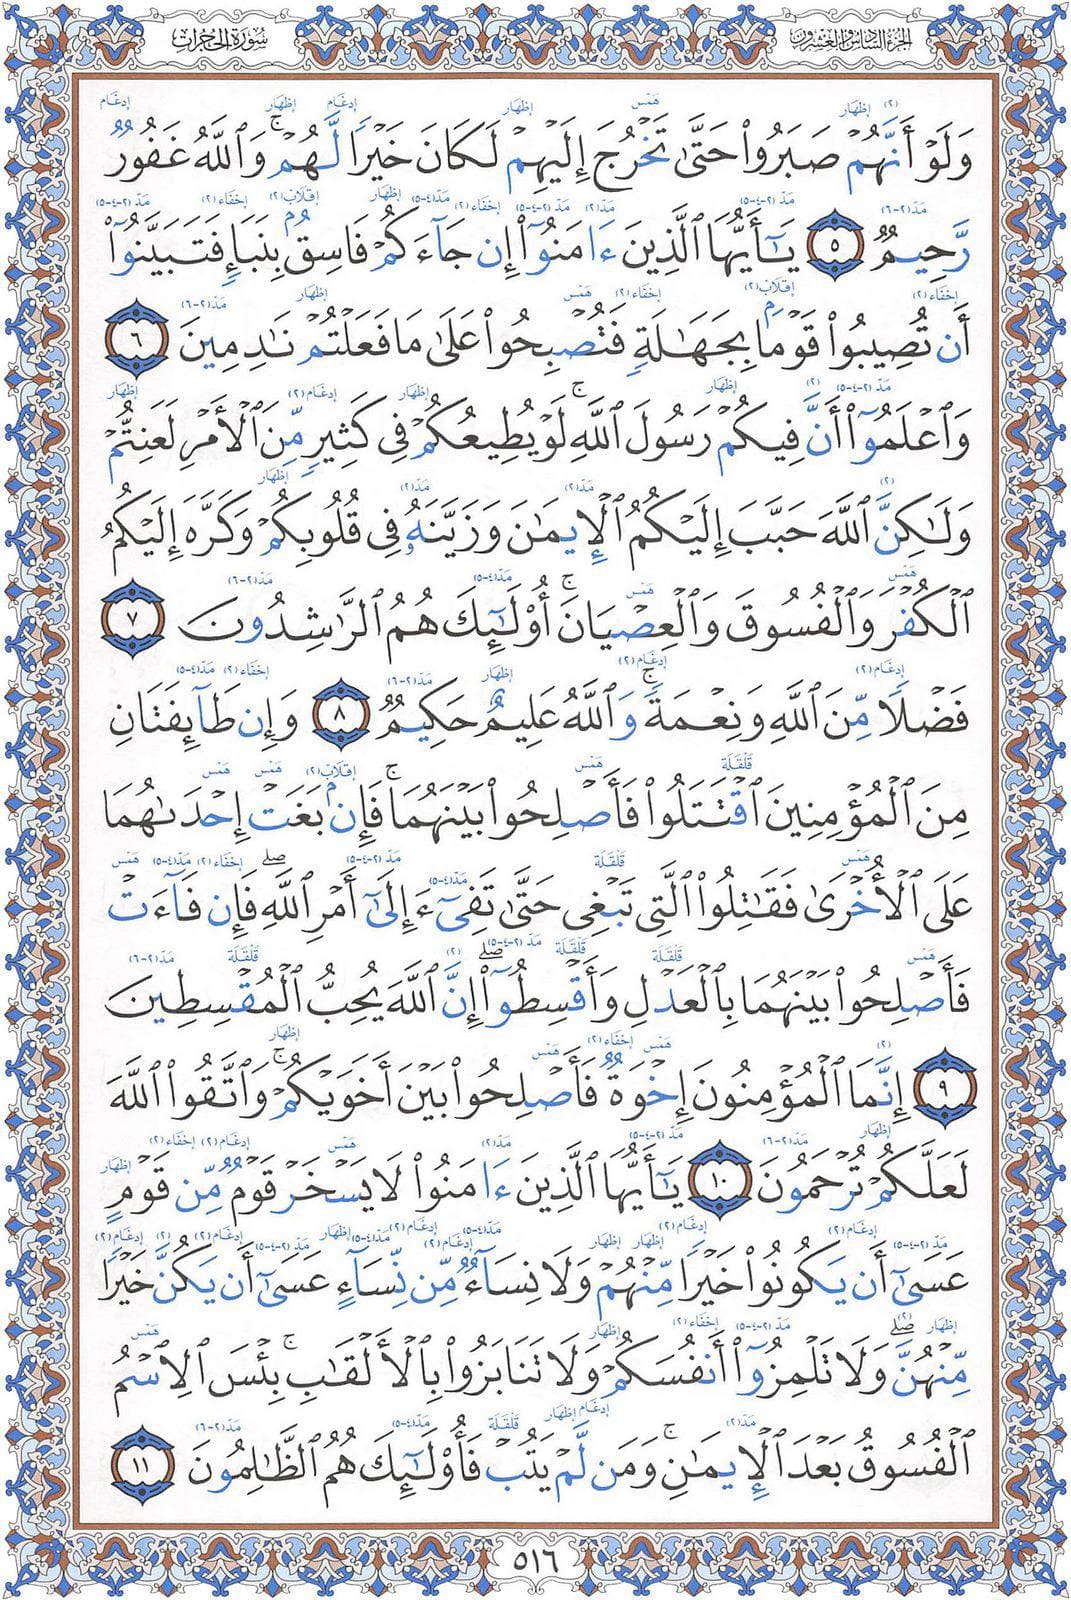 الجزء السادس والعشرون
سورة الحجرات
وَلَوْ أَنَّهُمْ صَبَرُوا۟ حَتَّىٰ تَخْرُجَ إِلَيْهِمْ لَكَانَ خَيْرًا لَّهُمْ ۚ وَٱللَّهُ غَفُورٌ
رَّحِيمٌ ٥ يَـٰٓأَيُّهَا ٱلَّذِينَ ءَامَنُوٓا۟ إِن جَآءَكُمْ فَاسِقٌۢ بِنَبَإٍ فَتَبَيَّنُوٓا۟
أَن تُصِيبُوا۟ قَوْمًۢا بِجَهَـٰلَةٍ فَتُصْبِحُوا۟ عَلَىٰ مَا فَعَلْتُمْ نَـٰدِمِينَ ٦
وَٱعْلَمُوٓا۟ أَنَّ فِيكُمْ رَسُولَ ٱللَّهِ ۚ لَوْ يُطِيعُكُمْ فِى كَثِيرٍ مِّنَ ٱلْأَمْرِ لَعَنِتُّمْ
وَلَـٰكِنَّ ٱللَّهَ حَبَّبَ إِلَيْكُمُ ٱلْإِيمَـٰنَ وَزَيَّنَهُۥ فِى قُلُوبِكُمْ وَكَرَّهَ إِلَيْكُمُ
ٱلْكُفْرَ وَٱلْفُسُوقَ وَٱلْعِصْيَانَ ۚ أُو۟لَـٰٓئِكَ هُمُ ٱلرَّٰشِدُونَ ٧
فَضْلًا مِّنَ ٱللَّهِ وَنِعْمَةً ۚ وَٱللَّهُ عَلِيمٌ حَكِيمٌ ٨ وَإِن طَآئِفَتَانِ
مِنَ ٱلْمُؤْمِنِينَ ٱقْتَتَلُوا۟ فَأَصْلِحُوا۟ بَيْنَهُمَا ۖ فَإِنۢ بَغَتْ إِحْدَىٰهُمَا
عَلَى ٱلْأُخْرَىٰ فَقَـٰتِلُوا۟ ٱلَّتِى تَبْغِى حَتَّىٰ تَفِىٓءَ إِلَىٰٓ أَمْرِ ٱللَّهِ ۚ فَإِن فَآءَتْ
فَأَصْلِحُوا۟ بَيْنَهُمَا بِٱلْعَدْلِ وَأَقْسِطُوٓا۟ ۖ إِنَّ ٱللَّهَ يُحِبُّ ٱلْمُقْسِطِينَ
٩ إِنَّمَا ٱلْمُؤْمِنُونَ إِخْوَةٌ فَأَصْلِحُوا۟ بَيْنَ أَخَوَيْكُمْ ۚ وَٱتَّقُوا۟ ٱللَّهَ
لَعَلَّكُمْ تُرْحَمُونَ ١٠ يَـٰٓأَيُّهَا ٱلَّذِينَ ءَامَنُوا۟ لَا يَسْخَرْ قَوْمٌ مِّن قَوْمٍ
عَسَىٰٓ أَن يَكُونُوا۟ خَيْرًا مِّنْهُمْ وَلَا نِسَآءٌ مِّن نِّسَآءٍ عَسَىٰٓ أَن يَكُنَّ خَيْرًا
مِّنْهُنَّ ۖ وَلَا تَلْمِزُوٓا۟ أَنفُسَكُمْ وَلَا تَنَابَزُوا۟ بِٱلْأَلْقَـٰبِ ۖ بِئْسَ ٱلِٱسْمُ
ٱلْفُسُوقُ بَعْدَ ٱلْإِيمَـٰنِ ۚ وَمَن لَّمْ يَتُبْ فَأُو۟لَـٰٓئِكَ هُمُ ٱلظَّـٰلِمُونَ ١١
٥١٦